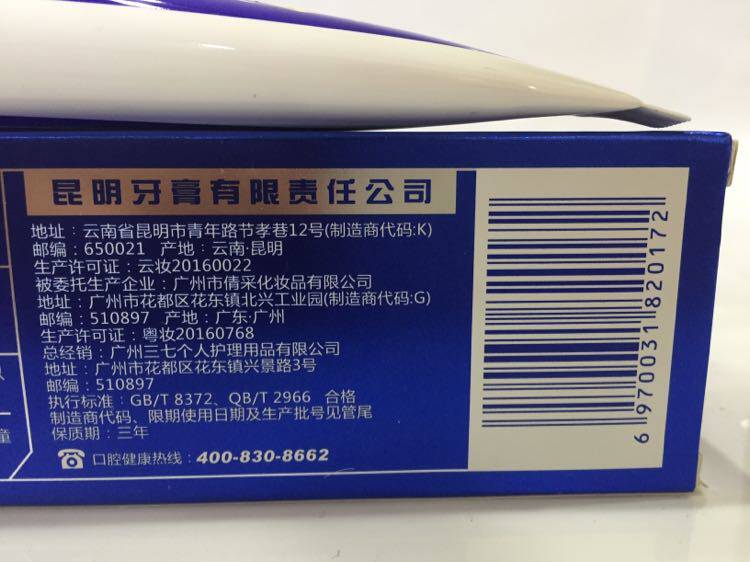 昆明牙膏有限责任公司
地址：云南省昆明市青年路节孝巷12号(制造商代码:K)
邮编：650021 产地：云南·昆明
生产许可证：云妆20160022
被委托生产企业：广州市倩采化妆品有限公司
地址：广州市花都区花东镇北兴工业园(制造商代码:G)
邮编：510897 产地：广东·广州
生产许可证：粤妆20160768
总经销：广州三七个人护理用品有限公司
地址：广州市花都区花东镇兴景路3号
邮编：510897
执行标准：GB/T 8372、QB/T 2966 合格
制造商代码、限期使用日期及生产批号见管尾
保质期：三年
口腔健康热线：400-830-8662
6 970031 820172
童